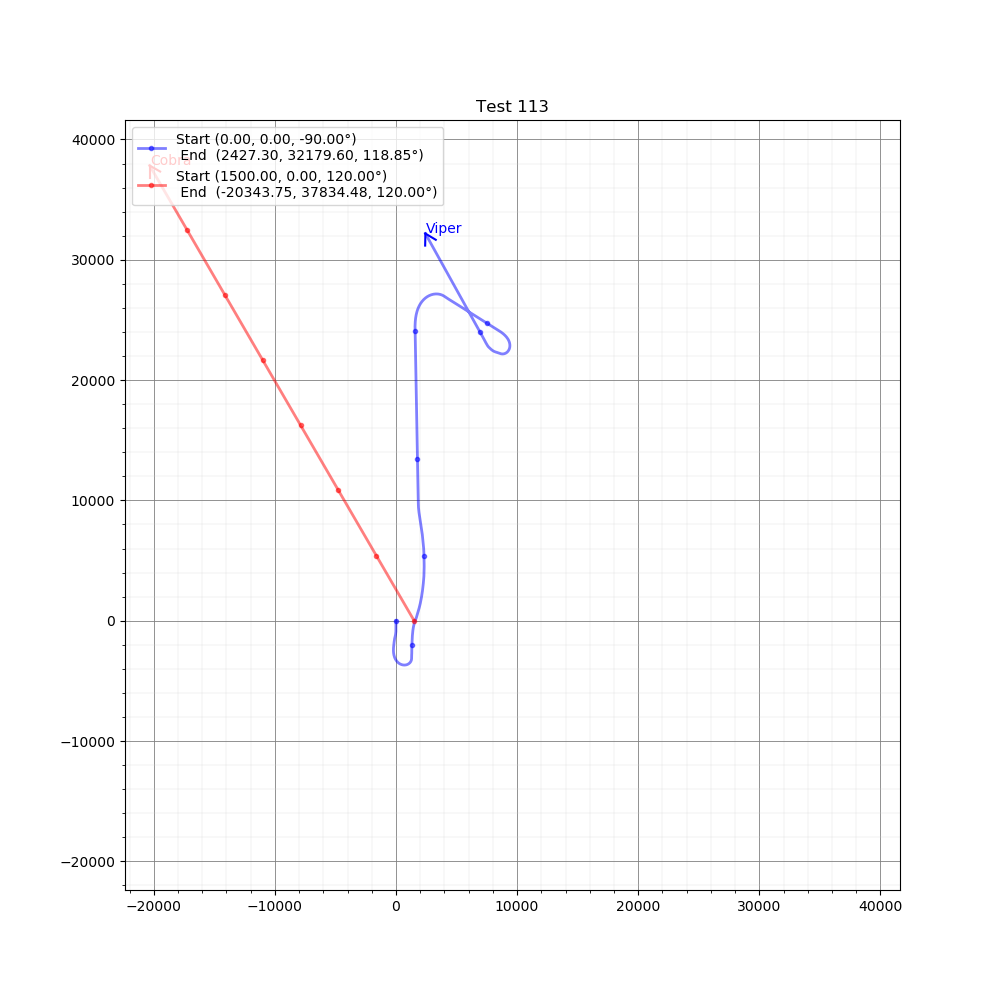 Test 113
Start (0.00, 0.00, -90.00°)
End (2427.30, 32179.60, 118.85°)
Start (1500.00, 0.00, 120.00°)
End (-20343.75, 37834.48, 120.00°)
Cobra
Viper
40000
30000
20000
10000
0
−10000
−20000
−20000 −10000 0 10000 20000 30000 40000